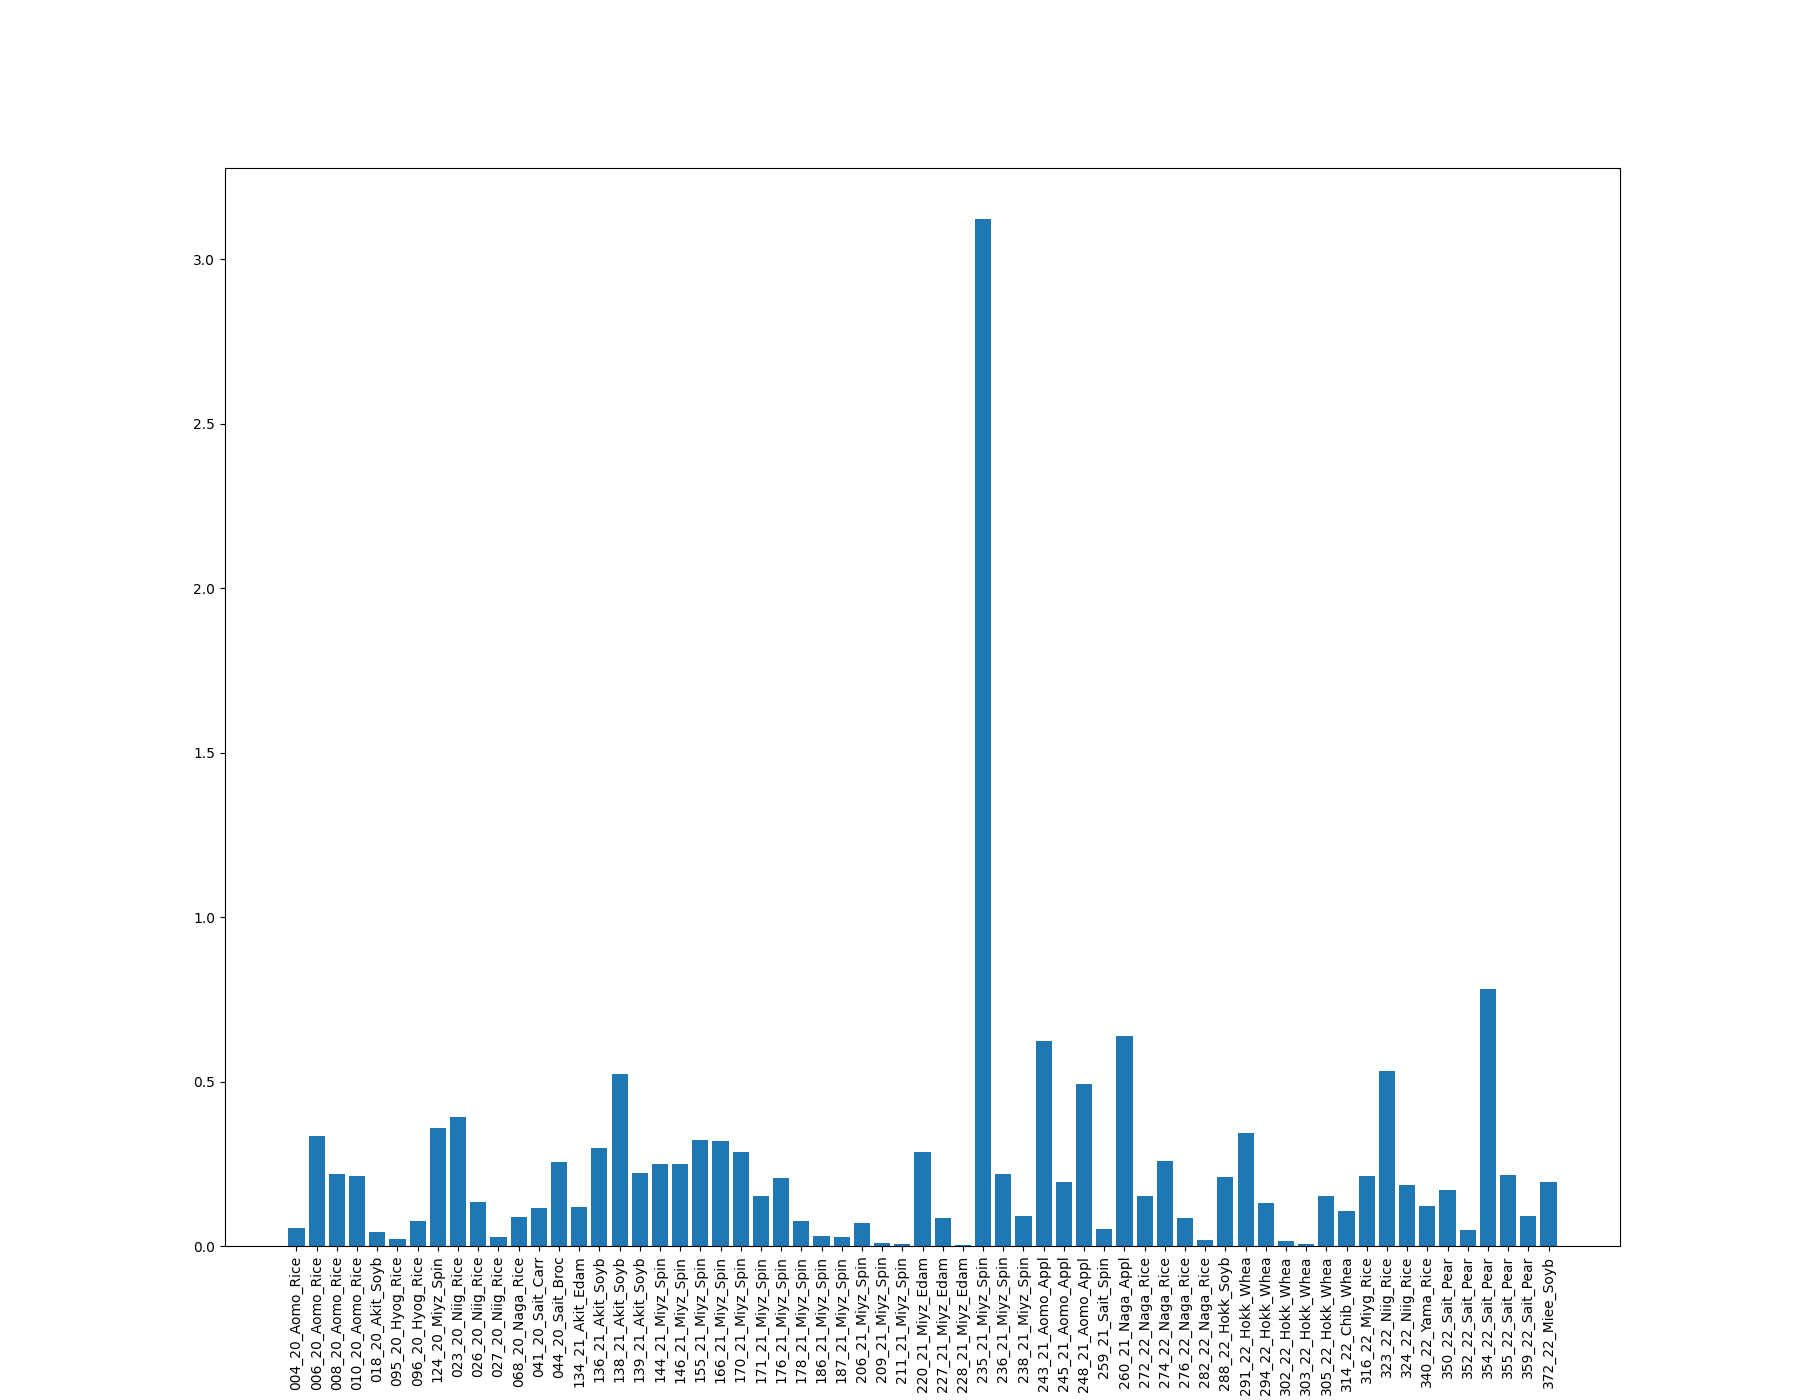 3.0
2.5
2.0
1.5
1.0
0.5
0.0
004_20_Aomo_Rice
006_20_Aomo_Rice
008_20_Aomo_Rice
010_20_Aomo_Rice
018_20_Akit_Soyb
095_20_Hyog_Rice
096_20_Hyog_Rice
124_20_Miyz_Spin
023_20_Niig_Rice
026_20_Niig_Rice
027_20_Niig_Rice
068_20_Naga_Rice
041_20_Sait_Carr
044_20_Sait_Broc
134_21_Akit_Edam
136_21_Akit_Soyb
138_21_Akit_Soyb
139_21_Akit_Soyb
144_21_Miyz_Spin
146_21_Miyz_Spin
155_21_Miyz_Spin
166_21_Miyz_Spin
170_21_Miyz_Spin
171_21_Miyz_Spin
176_21_Miyz_Spin
178_21_Miyz_Spin
186_21_Miyz_Spin
187_21_Miyz_Spin
206_21_Miyz_Spin
209_21_Miyz_Spin
211_21_Miyz_Spin
220_21_Miyz_Edam
227_21_Miyz_Edam
228_21_Miyz_Edam
235_21_Miyz_Spin
236_21_Miyz_Spin
238_21_Miyz_Spin
243_21_Aomo_Appl
245_21_Aomo_Appl
248_21_Aomo_Appl
259_21_Sait_Spin
260_21_Naga_Appl
272_22_Naga_Rice
274_22_Naga_Rice
276_22_Naga_Rice
282_22_Naga_Rice
288_22_Hokk_Soyb
291_22_Hokk_Whea
294_22_Hokk_Whea
302_22_Hokk_Whea
303_22_Hokk_Whea
305_22_Hokk_Whea
314_22_Chib_Whea
316_22_Miyg_Rice
323_22_Niig_Rice
324_22_Niig_Rice
340_22_Yama_Rice
350_22_Sait_Pear
352_22_Sait_Pear
354_22_Sait_Pear
355_22_Sait_Pear
359_22_Sait_Pear
372_22_Miee_Soyb